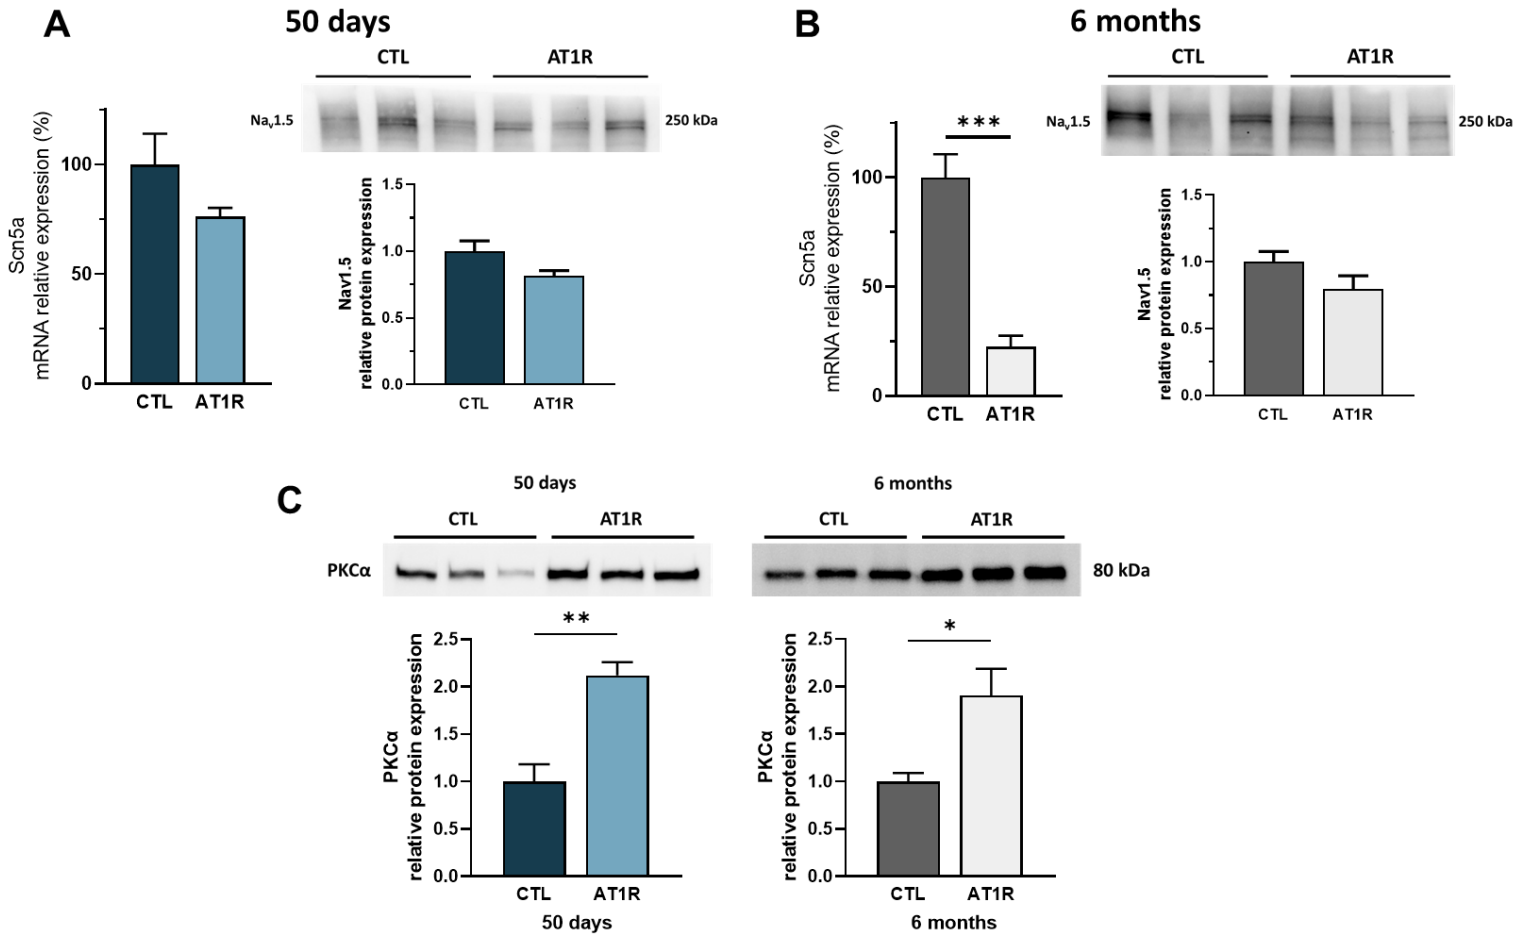 A
50 days
CTL
AT1R
Nav1.5
250 kDa
Scn5a
mRNA relative expression (%)
100
50
0
CTL
AT1R
Nav1.5
relative protein expression
1.5
1.0
0.5
0.0
CTL
AT1R
B
6 months
CTL
AT1R
Nav1.5
250 kDa
Scn5a
mRNA relative expression (%)
***
100
50
0
CTL
AT1R
Nav1.5
relative protein expression
1.5
1.0
0.5
0.0
CTL
AT1R
C
50 days
CTL
AT1R
PKCα
6 months
CTL
AT1R
80 kDa
PKCα
relative protein expression
**
2.5
2.0
1.5
1.0
0.5
0.0
CTL
AT1R
50 days
PKCα
relative protein expression
*
2.5
2.0
1.5
1.0
0.5
0.0
CTL
AT1R
6 months